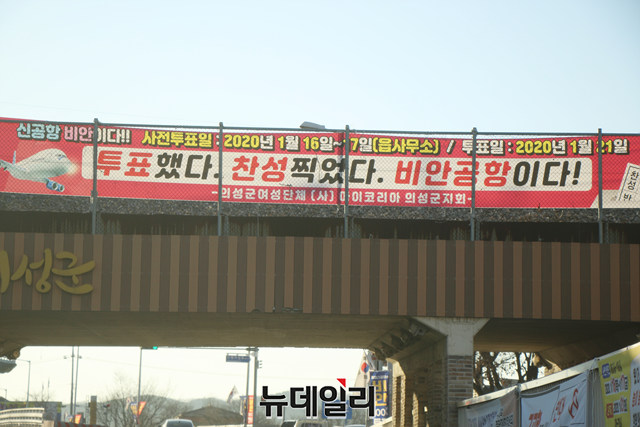 신공항 비안이다!! 사전투표일 : 2020년 1월 16일~17일(읍사무소) / 투표일 : 2020년 1월 21일
투표했다. 찬성찍었다. 비안공항이다!
-의성군여성단체 (사) 아이코리아 의성군지회-
찬성
의성군
뉴데일리